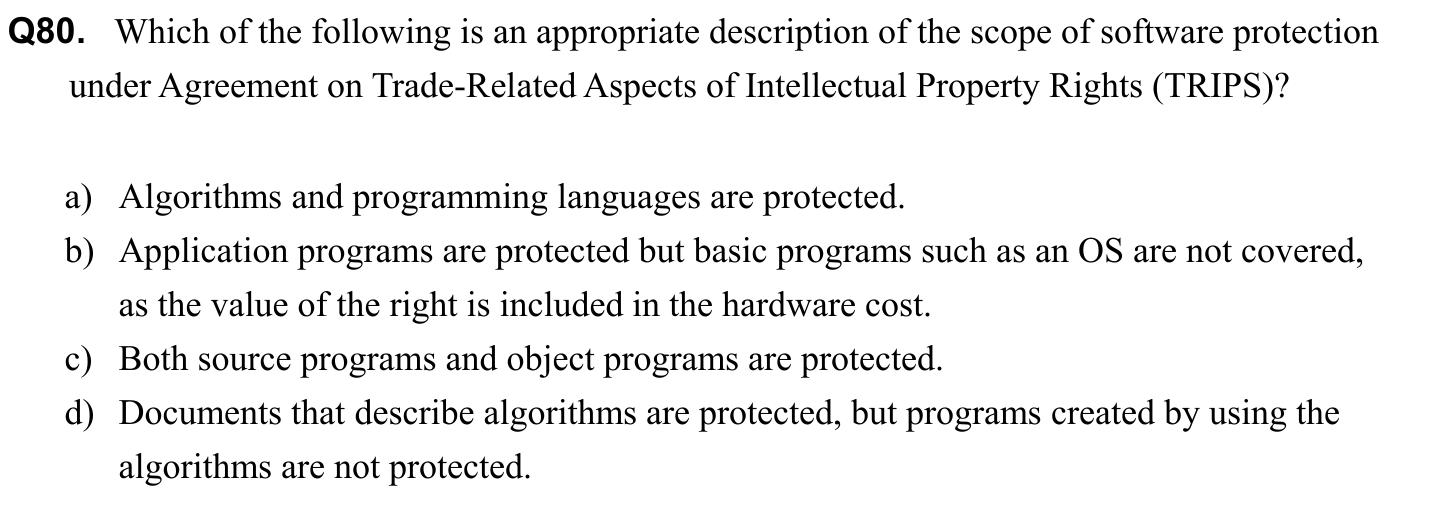 Q80. Which of the following is an appropriate description of the scope of software protection
under Agreement on Trade-Related Aspects of Intellectual Property Rights (TRIPS)?
a) Algorithms and programming languages are protected.
b) Application programs are protected but basic programs such as an OS are not covered,
as the value of the right is included in the hardware cost.
c) Both source programs and object programs are protected.
d) Documents that describe algorithms are protected, but programs created by using the
algorithms are not protected.